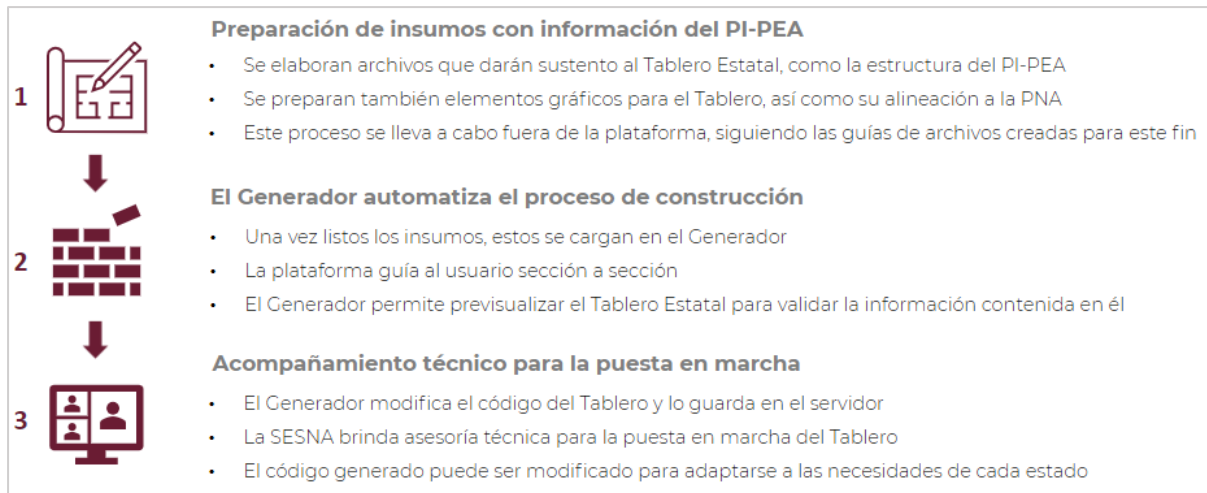 Preparación de insumos con información del PI-PEA
• Se elaboran archivos que darán sustento al Tablero Estatal, como la estructura del PI-PEA
1
• Se preparan también elementos gráficos para el Tablero, así como su alineación a la PNA
• Este proceso se lleva a cabo fuera de la plataforma, siguiendo las guías de archivos creadas para este fin
El Generador automatiza el proceso de construcción
• Una vez listos los insumos, estos se cargan en el Generador
2
• La plataforma guía al usuario sección a sección
• El Generador permite previsualizar el Tablero Estatal para validar la información contenida en él
Acompañamiento técnico para la puesta en marcha
• El Generador modifica el código del Tablero y lo guarda en el servidor
3
• La SESNA brinda asesoría técnica para la puesta en marcha del Tablero
• El código generado puede ser modificado para adaptarse a las necesidades de cada estado